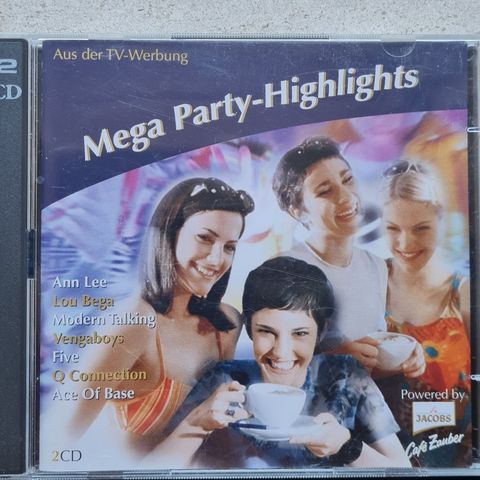 2
CD
Aus der TV-Werbung
Mega Party-Highlights
Ann Lee
Lou Bega
Modern Talking
Vengaboys
Five
Q Connection
Ace Of Base
2CD
Powered by
JACOBS
Café Zauber